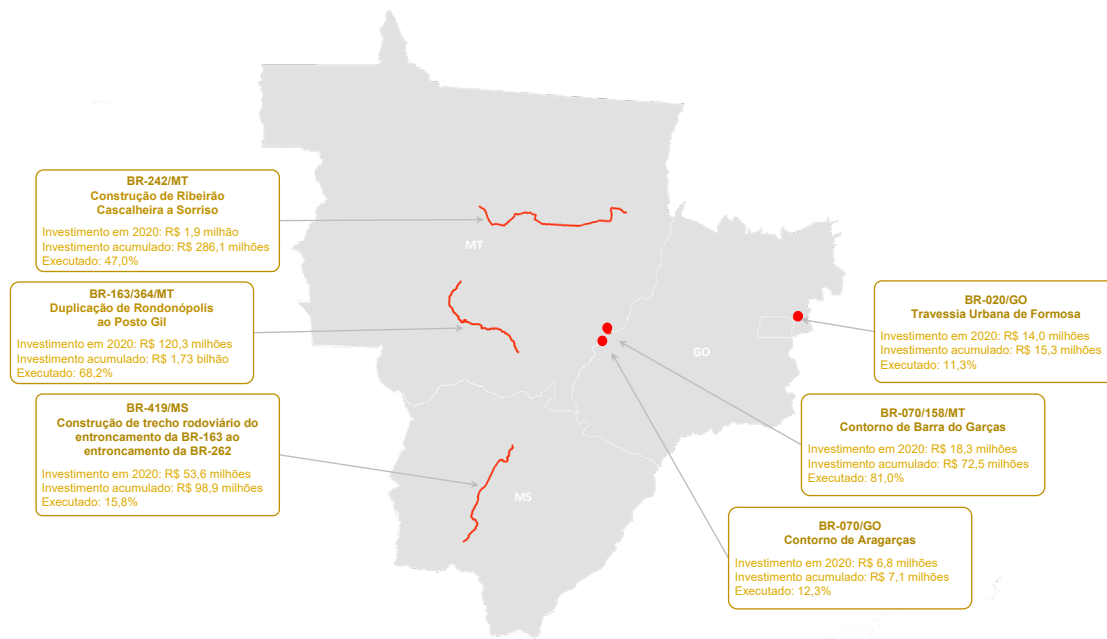 BR-242/MT
Construção de Ribeirão
Cascalheira a Sorriso
Investimento em 2020: R$ 1,9 milhão
Investimento acumulado: R$ 286,1 milhões
Executado: 47,0%
BR-163/364/MT
Duplicação de Rondonópolis
ao Posto Gil
Investimento em 2020: R$ 120,3 milhões
Investimento acumulado: R$ 1,73 bilhão
Executado: 68,2%
BR-419/MS
Construção de trecho rodoviário do
entroncamento da BR-163 ao
entroncamento da BR-262
Investimento em 2020: R$ 53,6 milhões
Investimento acumulado: R$ 98,9 milhões
Executado: 15,8%
MT
GO
MS
BR-020/GO
Travessia Urbana de Formosa
Investimento em 2020: R$ 14,0 milhões
Investimento acumulado: R$ 15,3 milhões
Executado: 11,3%
BR-070/158/MT
Contorno de Barra do Garças
Investimento em 2020: R$ 18,3 milhões
Investimento acumulado: R$ 72,5 milhões
Executado: 81,0%
BR-070/GO
Contorno de Aragarças
Investimento em 2020: R$ 6,8 milhões
Investimento acumulado: R$ 7,1 milhões
Executado: 12,3%